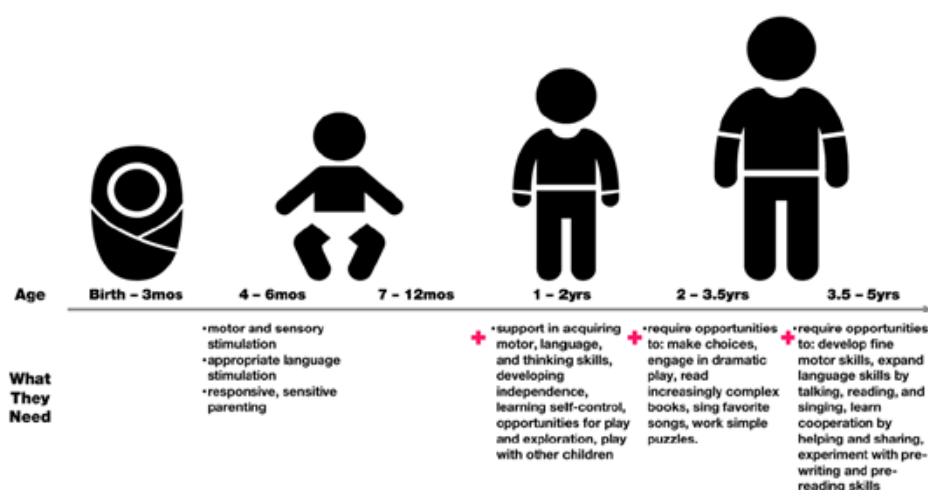 Age
Birth – 3mos
4 – 6mos
7 – 12mos
1 – 2yrs
2 – 3.5yrs
3.5 – 5yrs
What
They
Need
•motor and sensory
stimulation
•appropriate language
stimulation
•responsive, sensitive
parenting
+ •support in acquiring
motor, language,
and thinking skills,
developing
independence,
learning self-control,
opportunities for play
and exploration, play
with other children
+ •require opportunities
to: make choices,
engage in dramatic
play, read
increasingly complex
books, sing favorite
songs, work simple
puzzles.
+ •require opportunities
to: develop fine
motor skills, expand
language skills by
talking, reading, and
singing, learn
cooperation by
helping and sharing,
experiment with pre-
writing and pre-
reading skills